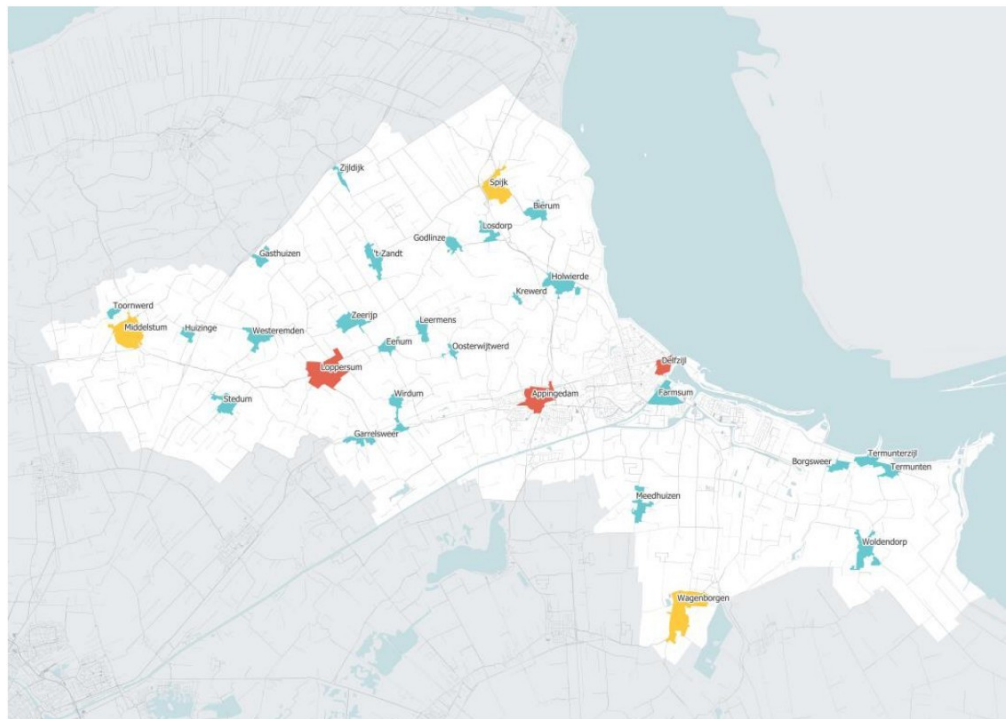 Zijldijk
Spijk
Bierum
Losdorp
Godlinze
Gasthuizen
't Zandt
Holwierde
Krewerd
Toornwerd
Middelstum
Huizinge
Westeremden
Zeerijp
Leermens
Eenum
Oosterwijtwerd
Loppersum
Delfzijl
Stedum
Wirdum
Appingedam
Farmsum
Garrelsweer
Termunterzijl
Borgsweer
Termunten
Meedhuizen
Woldendorp
Wagenborgen